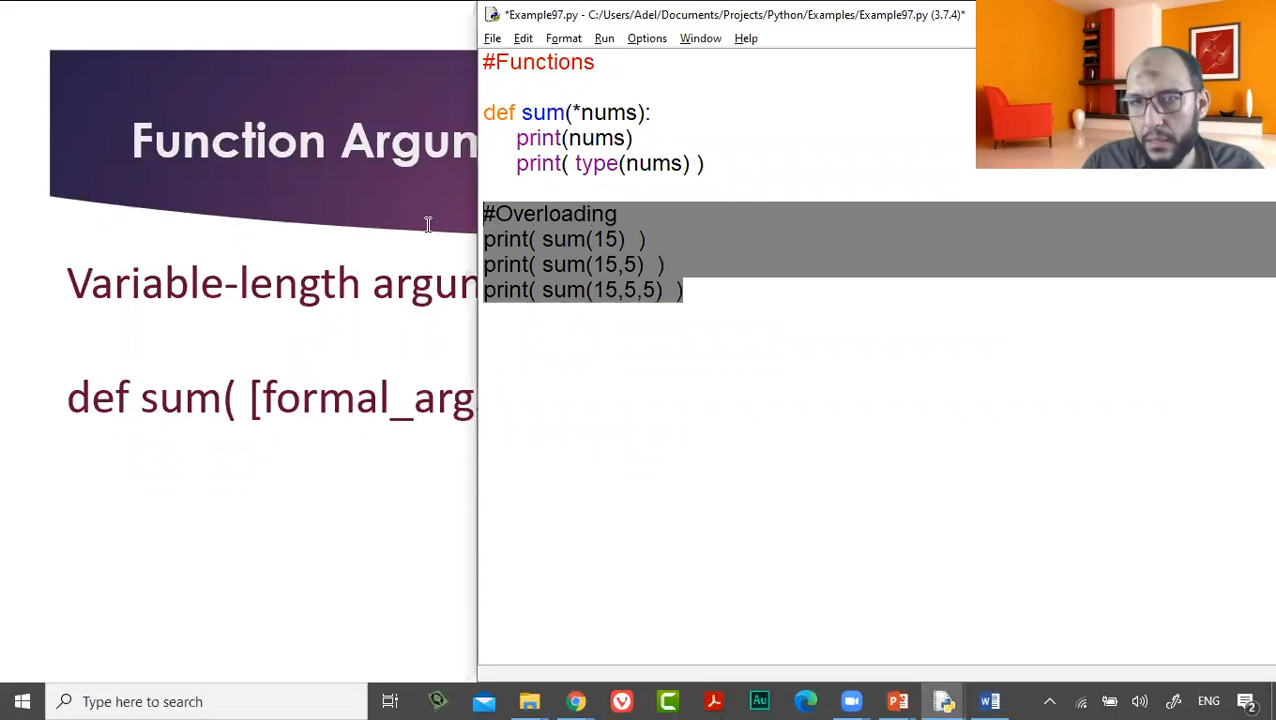 *Example97.py - C:/Users/Adel/Documents/Projects/Python/Examples/Example97.py (3.7.4)*
File Edit Format Run Options Window Help
Function Argun
Variable-length argun
def sum( [formal_arg
#Functions
def sum(*nums):
print(nums)
print( type(nums) )
#Overloading
print( sum(15) )
print( sum(15,5) )
print( sum(15,5,5) )
Type here to search
ENG
2